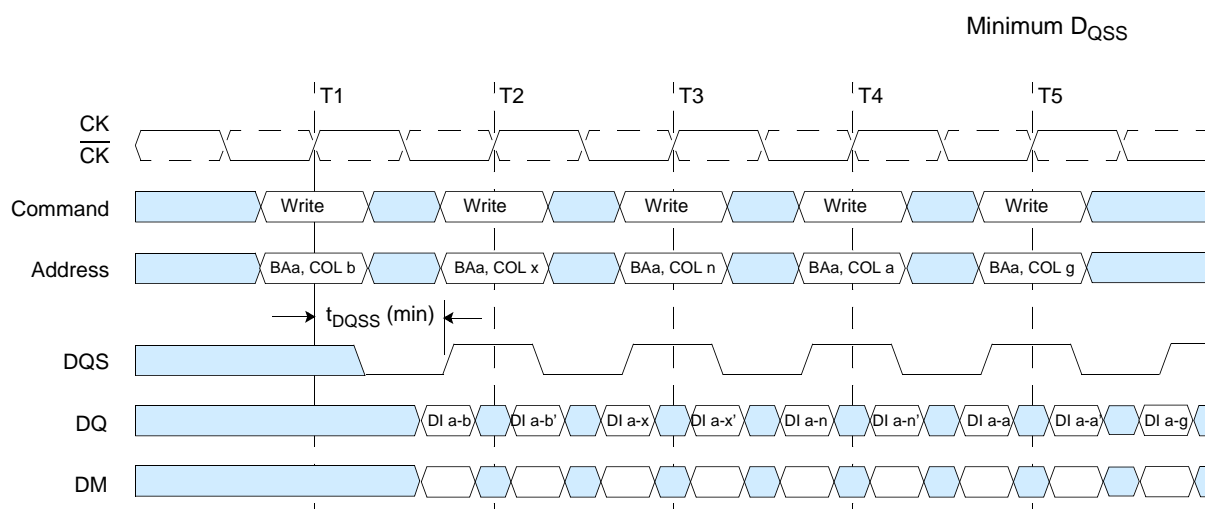 Minimum DQSS
T1 T2 T3 T4 T5
CK
CK
Command Write Write Write Write Write
Address BAa, COL b BAa, COL x BAa, COL n BAa, COL a BAa, COL g
tDQSS (min)
DQS
DQ DI a-b DI a-b' DI a-x DI a-x' DI a-n DI a-n' DI a-a DI a-a' DI a-g
DM